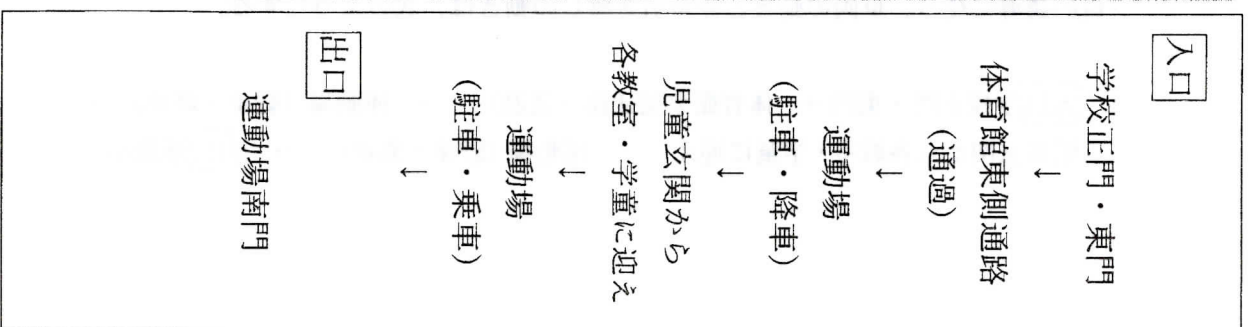 入口
学校正門・東門
↓
体育館東側通路
(通過)
↓
運動場
(駐車・降車)
↓
児童玄関から
各教室・学童に迎え
↓
運動場
(駐車・乗車)
↓
出口
運動場南門